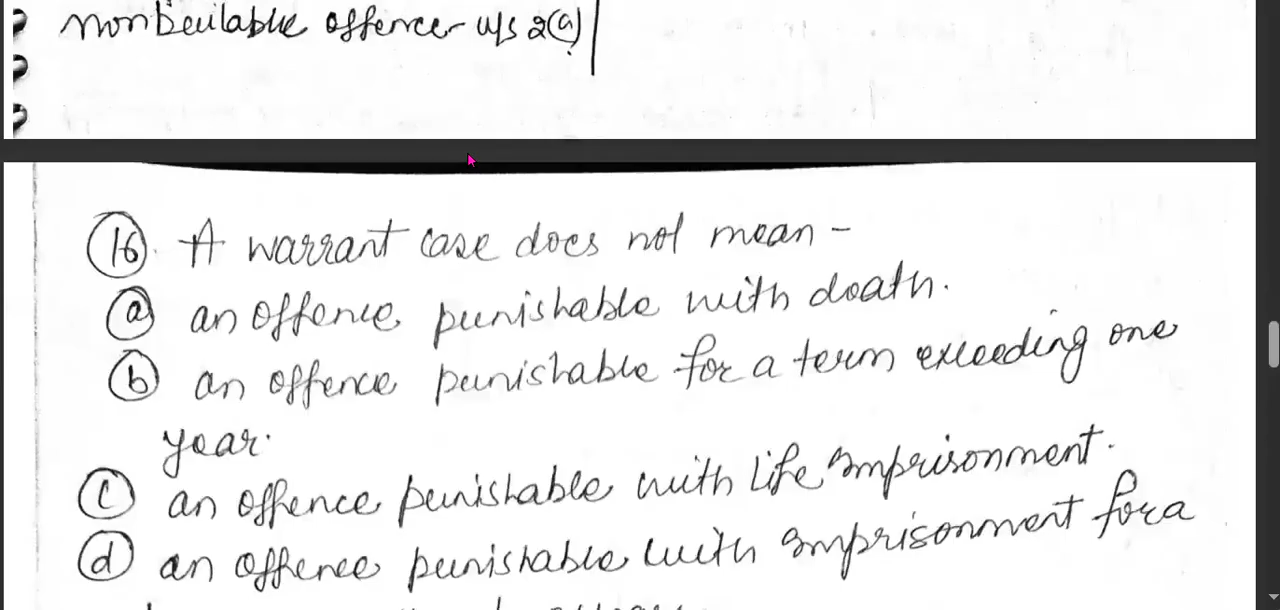 nonbailable offence u/s 2(a)
16. A warrant case does not mean -
a an offence punishable with death.
b an offence punishable for a term exceeding one
year.
c an offence punishable with life Imprisonment.
d an offence punishable with Imprisonment for a